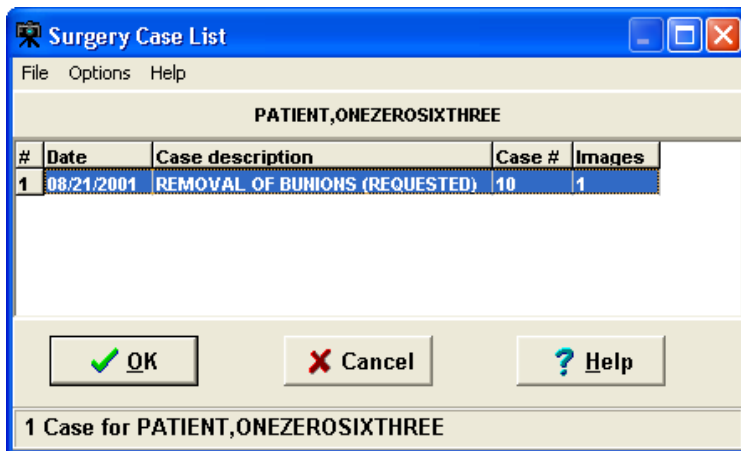 Surgery Case List
File Options Help
PATIENT,ONEZEROSIXTHREE
# Date Case description Case # Images
1 08/21/2001 REMOVAL OF BUNIONS (REQUESTED) 10 1
OK Cancel Help
1 Case for PATIENT,ONEZEROSIXTHREE